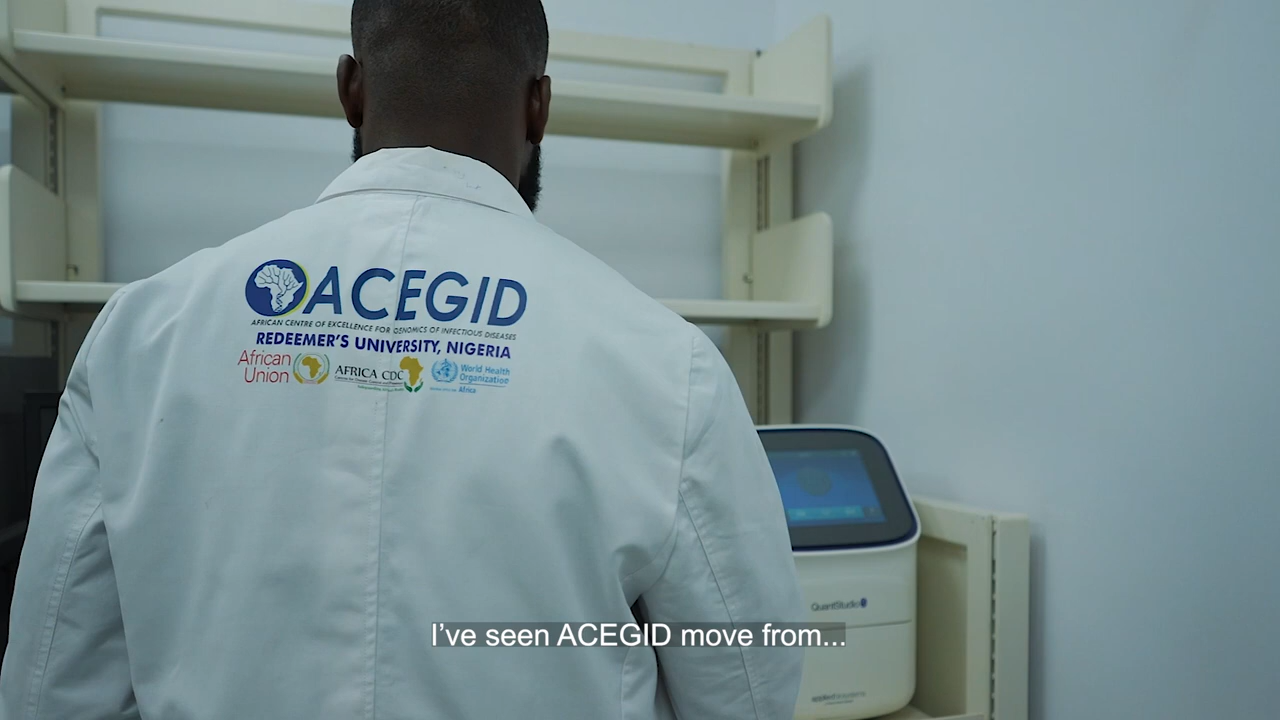 ACEGID
AFRICAN CENTRE OF EXCELLENCE FOR GENOMICS OF INFECTIOUS DISEASES
REDEEMER'S UNIVERSITY, NIGERIA
African
Union
AFRICA CDC
World Health
Organization
Africa
QuantStudio
I've seen ACEGID move from...